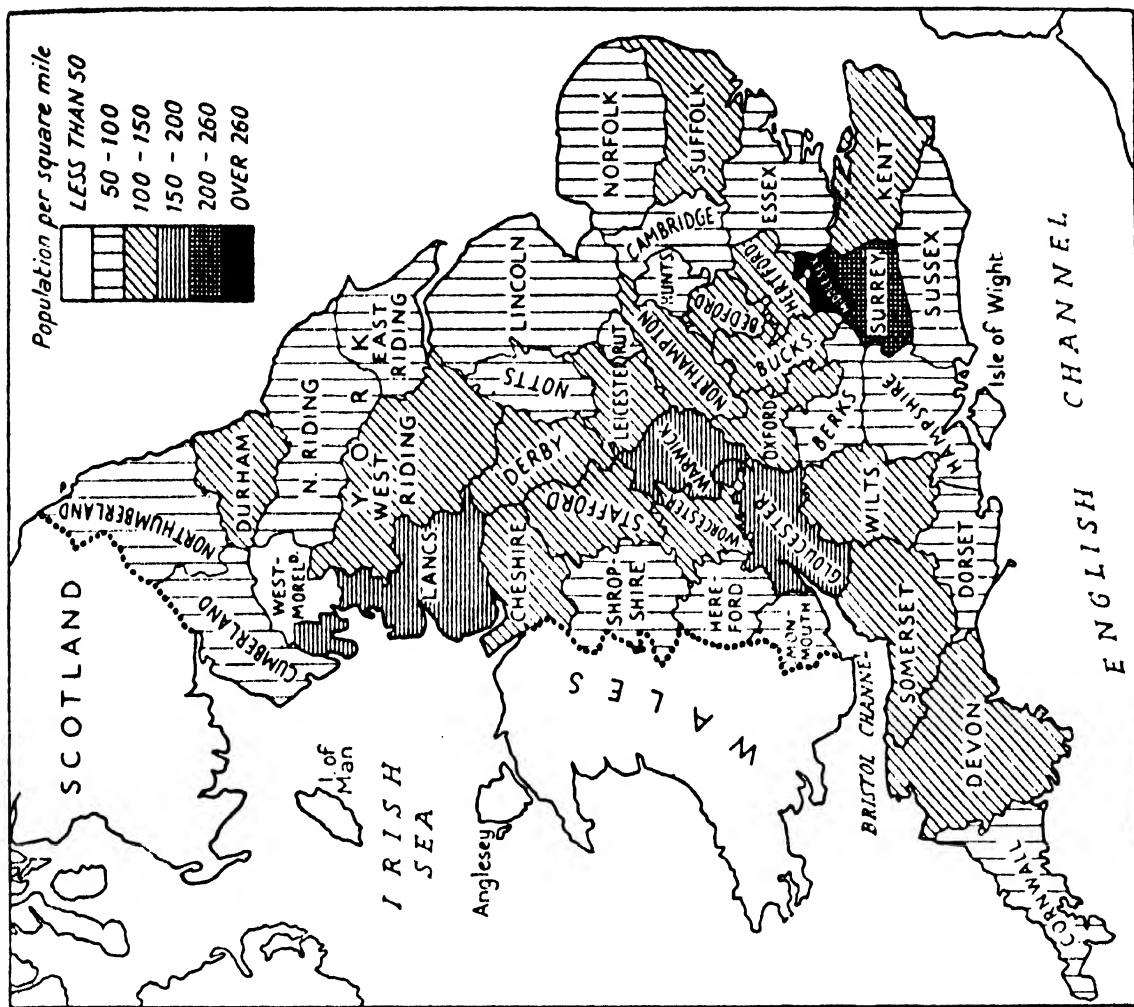 Population per square mile
LESS THAN 50
50 - 100
100 - 150
150 - 200
200 - 260
OVER 260
SCOTLAND
NORTHUMBERLAND
CUMBERLAND
DURHAM
WEST-
MORELD.
N. RIDING
YORK
EAST
RIDING
WEST
RIDING
LANCS
I. of
Man
IRISH
SEA
Anglesey
CHESHIRE
DERBY
NOTTS
LINCOLN
SHROP-
SHIRE
STAFFORD
LEICESTER
RUT
NORFOLK
HERE-
FORD
WORCESTER
WARWICK
NORTHAMPTON
HUNTS
CAMBRIDGE
SUFFOLK
WALES
MON
MOUTH
GLOUCESTER
OXFORD
BUCKS.
BEDFORD
HERTFORD
ESSEX
BRISTOL CHANNE-
WILTS
BERKS
SURREY
KENT
SOMERSET
HAMPSHIRE
SUSSEX
DEVON
DORSET
Isle of Wight
CORNWALL
ENGLISH CHANNEL